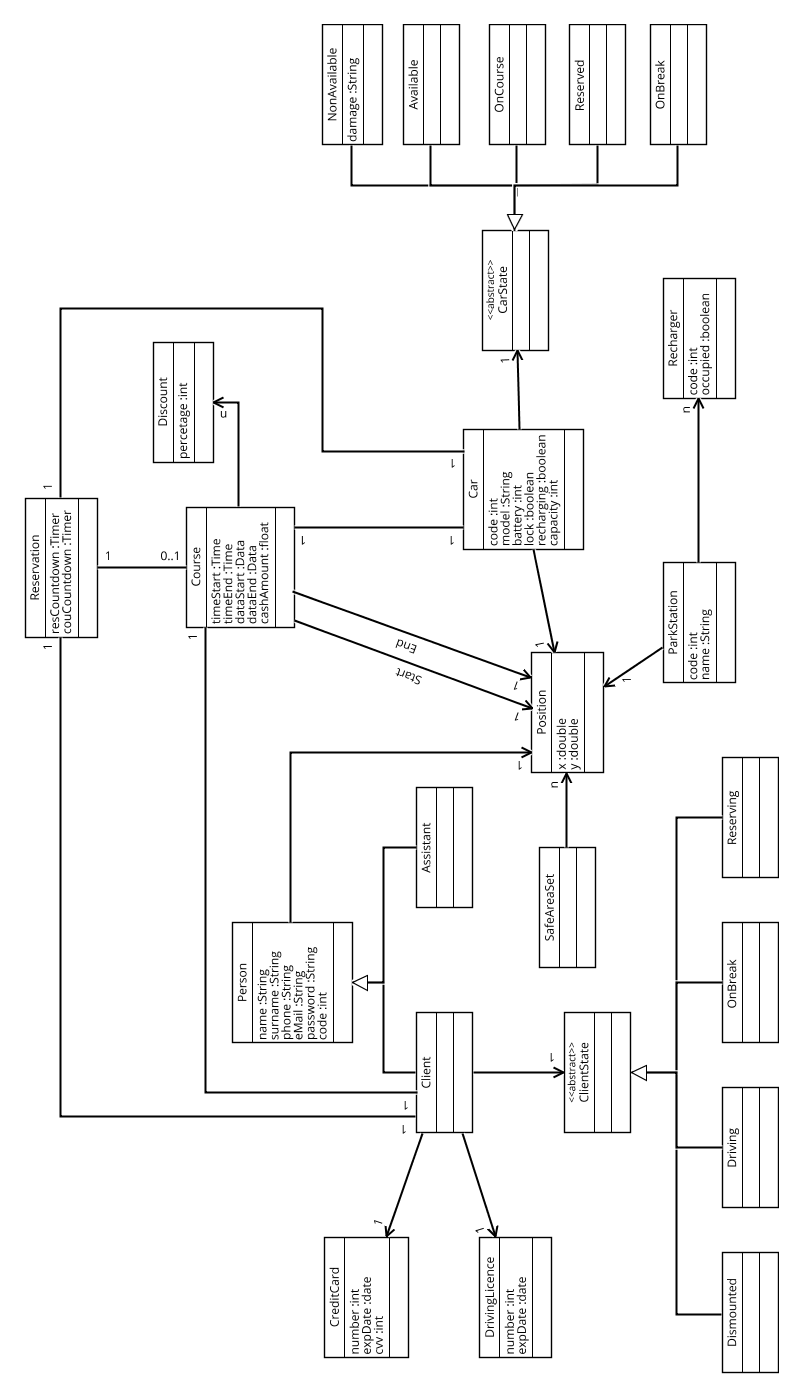 Reservation
resCountdown :Timer
couCountdown :Timer
1
1
1
0..1
Discount
percetage :int
n
Course
timeStart :Time
timeEnd :Time
dataStart :Data
dataEnd :Data
cashAmount :float
1
1
Person
name :String
surname :String
phone :String
eMail :String
password :String
code :int
NonAvailable
damage :String
CreditCard
number :int
expDate :date
cvv :int
1
Start
End
Available
Client
1
1
Assistant
1
1
Car
code :int
model :String
battery :int
lock :boolean
recharging :boolean
capacity :int
DrivingLicence
number :int
expDate :date
1
<<abstract>>
CarState
1
OnCourse
Position
x :double
y :double
1
1
1
1
n
1
SafeAreaSet
<<abstract>>
ClientState
1
Reserved
OnBreak
ParkStation
code :int
name :String
Recharger
code :int
occupied :boolean
n
Dismounted
Driving
OnBreak
Reserving